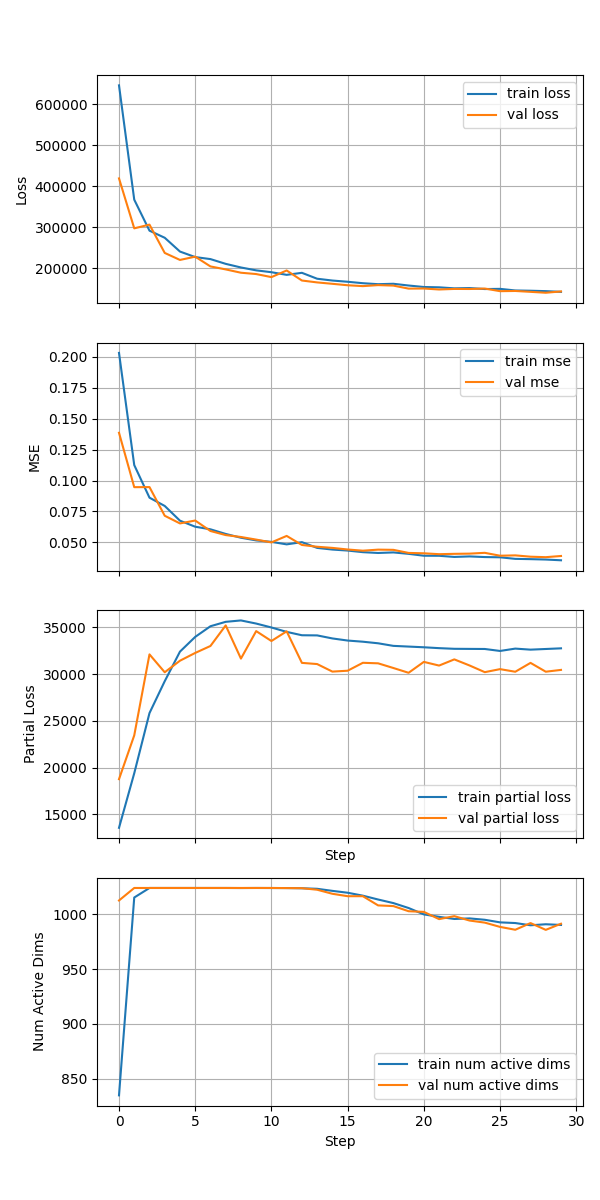 600000
500000
400000
300000
200000
Loss
train loss
val loss
0.200
0.175
0.150
0.125
0.100
0.075
0.050
MSE
train mse
val mse
35000
30000
25000
20000
15000
Partial Loss
train partial loss
val partial loss
Step
1000
950
900
850
Num Active Dims
train num active dims
val num active dims
0 5 10 15 20 25 30
Step